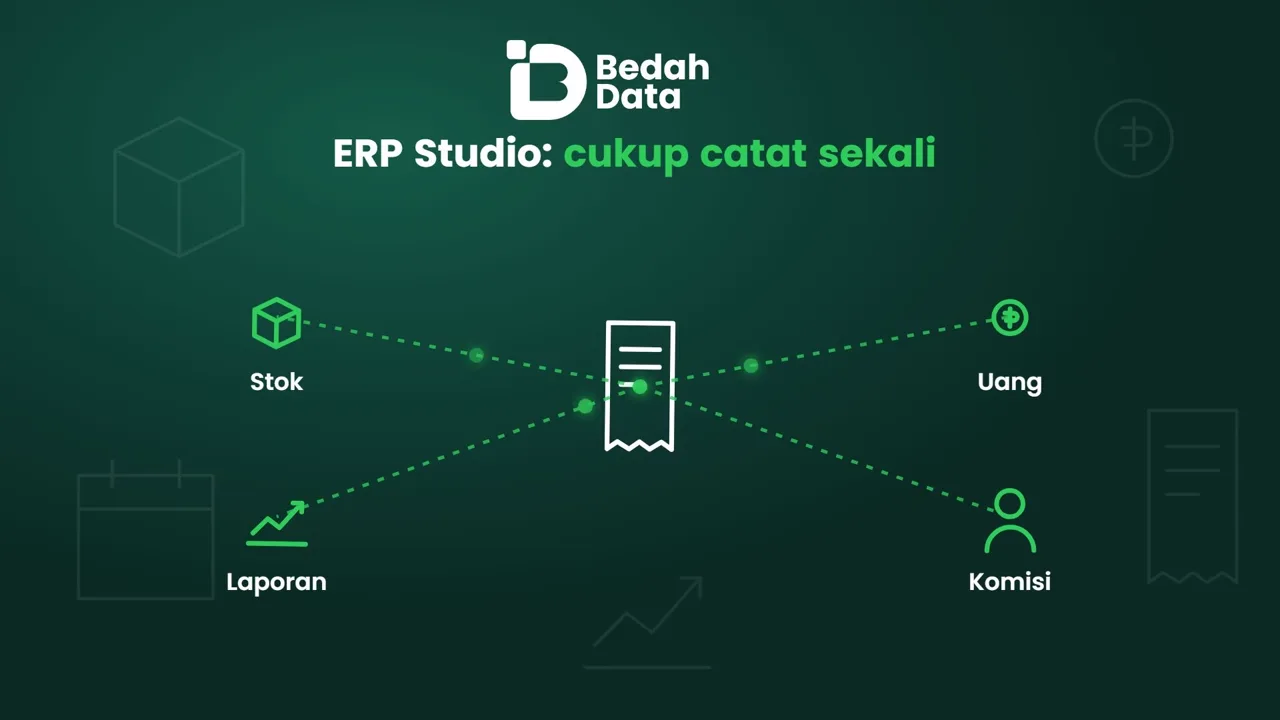 Bedah
Data
ERP Studio: cukup catat sekali
Stok
Uang
Laporan
Komisi